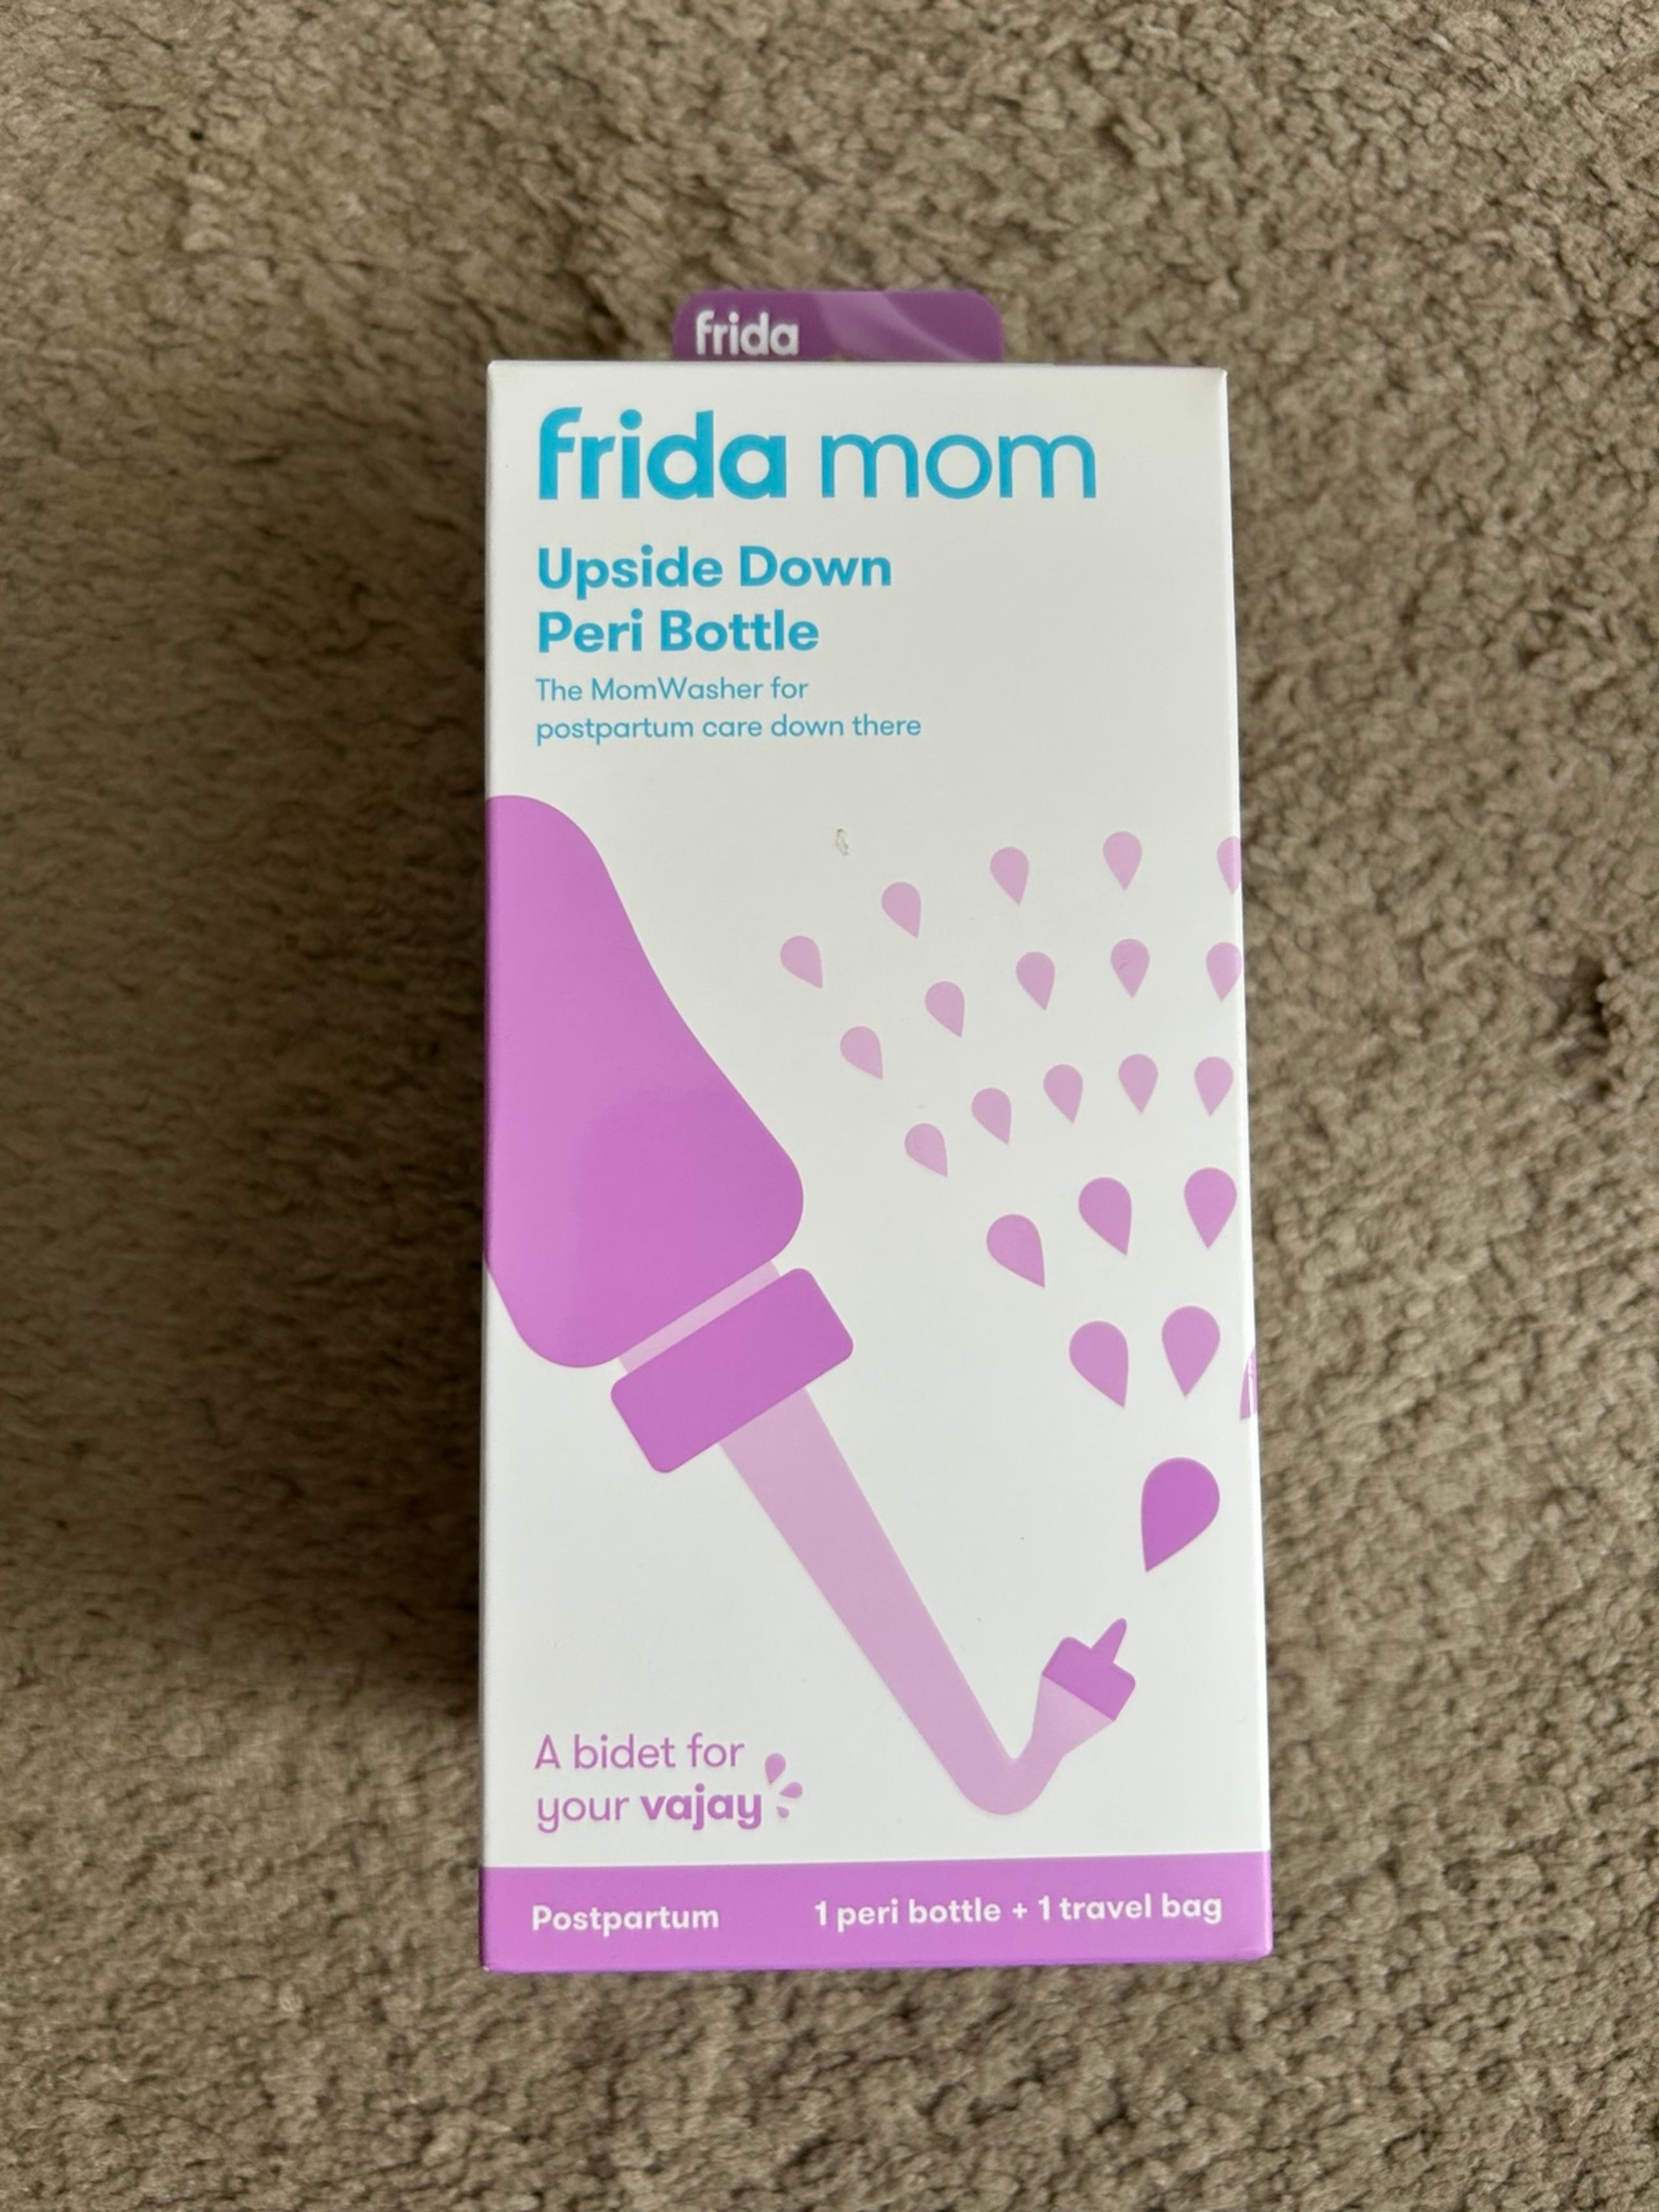 frida
frida mom
Upside Down
Peri Bottle
The MomWasher for
postpartum care down there
A bidet for
your vajay
Postpartum
1 peri bottle + 1 travel bag